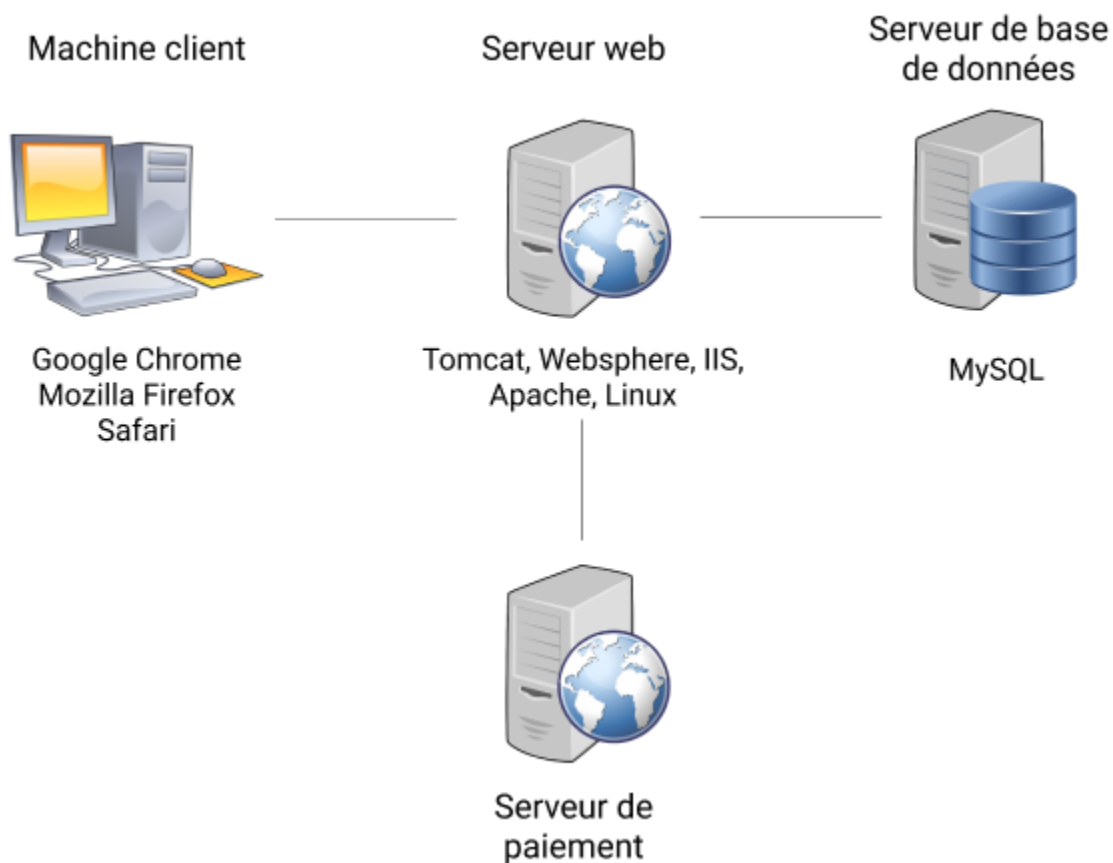 Machine client
Serveur web
Serveur de base
de données
Google Chrome
Mozilla Firefox
Safari
Tomcat, Websphere, IIS,
Apache, Linux
MySQL
Serveur de
paiement